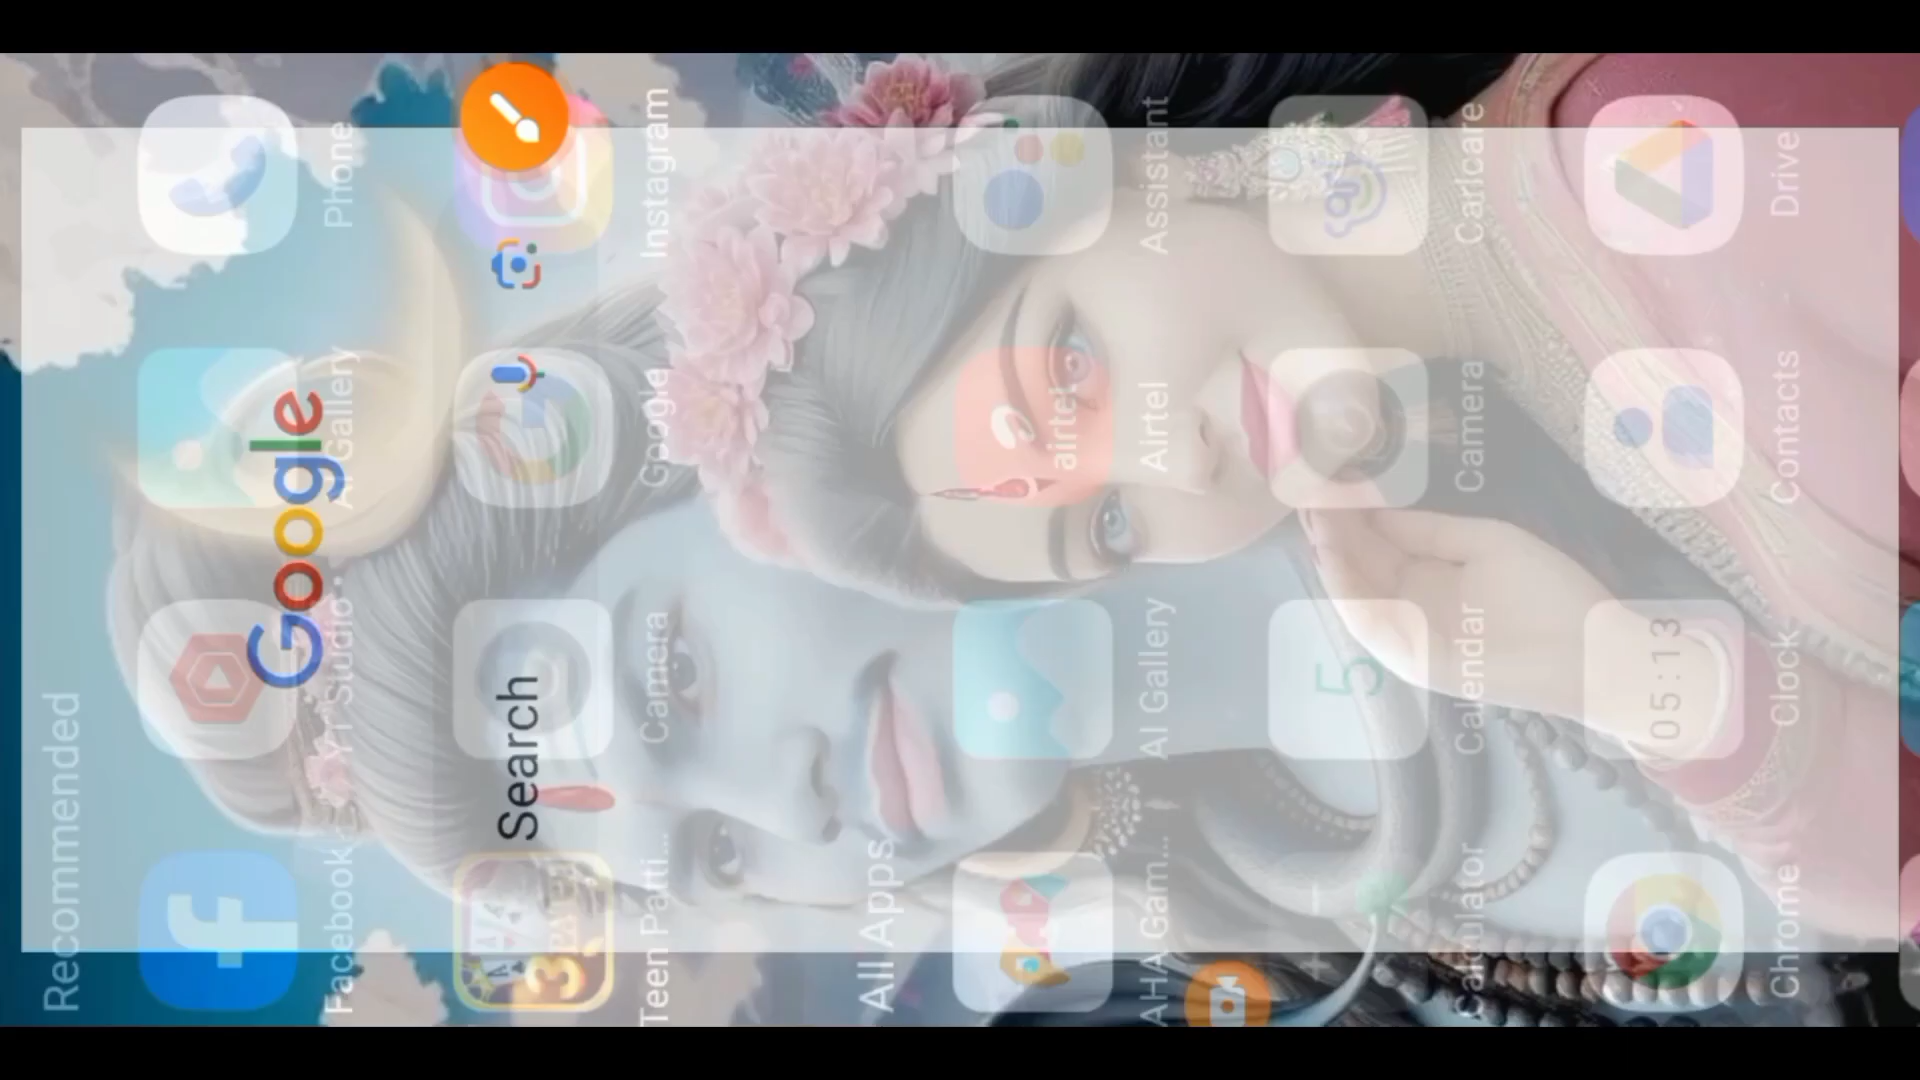 Recommended
Facebook
YT Studio..
AI Gallery
Phone
Google
Search
Teen Patti...
Camera
Google
Instagram
All Apps
AHA Gam...
AI Gallery
airtel
Airtel
Assistant
5
Calculator
Calendar
Camera
Carlcare
05:13
Chrome
Clock
Contacts
Drive